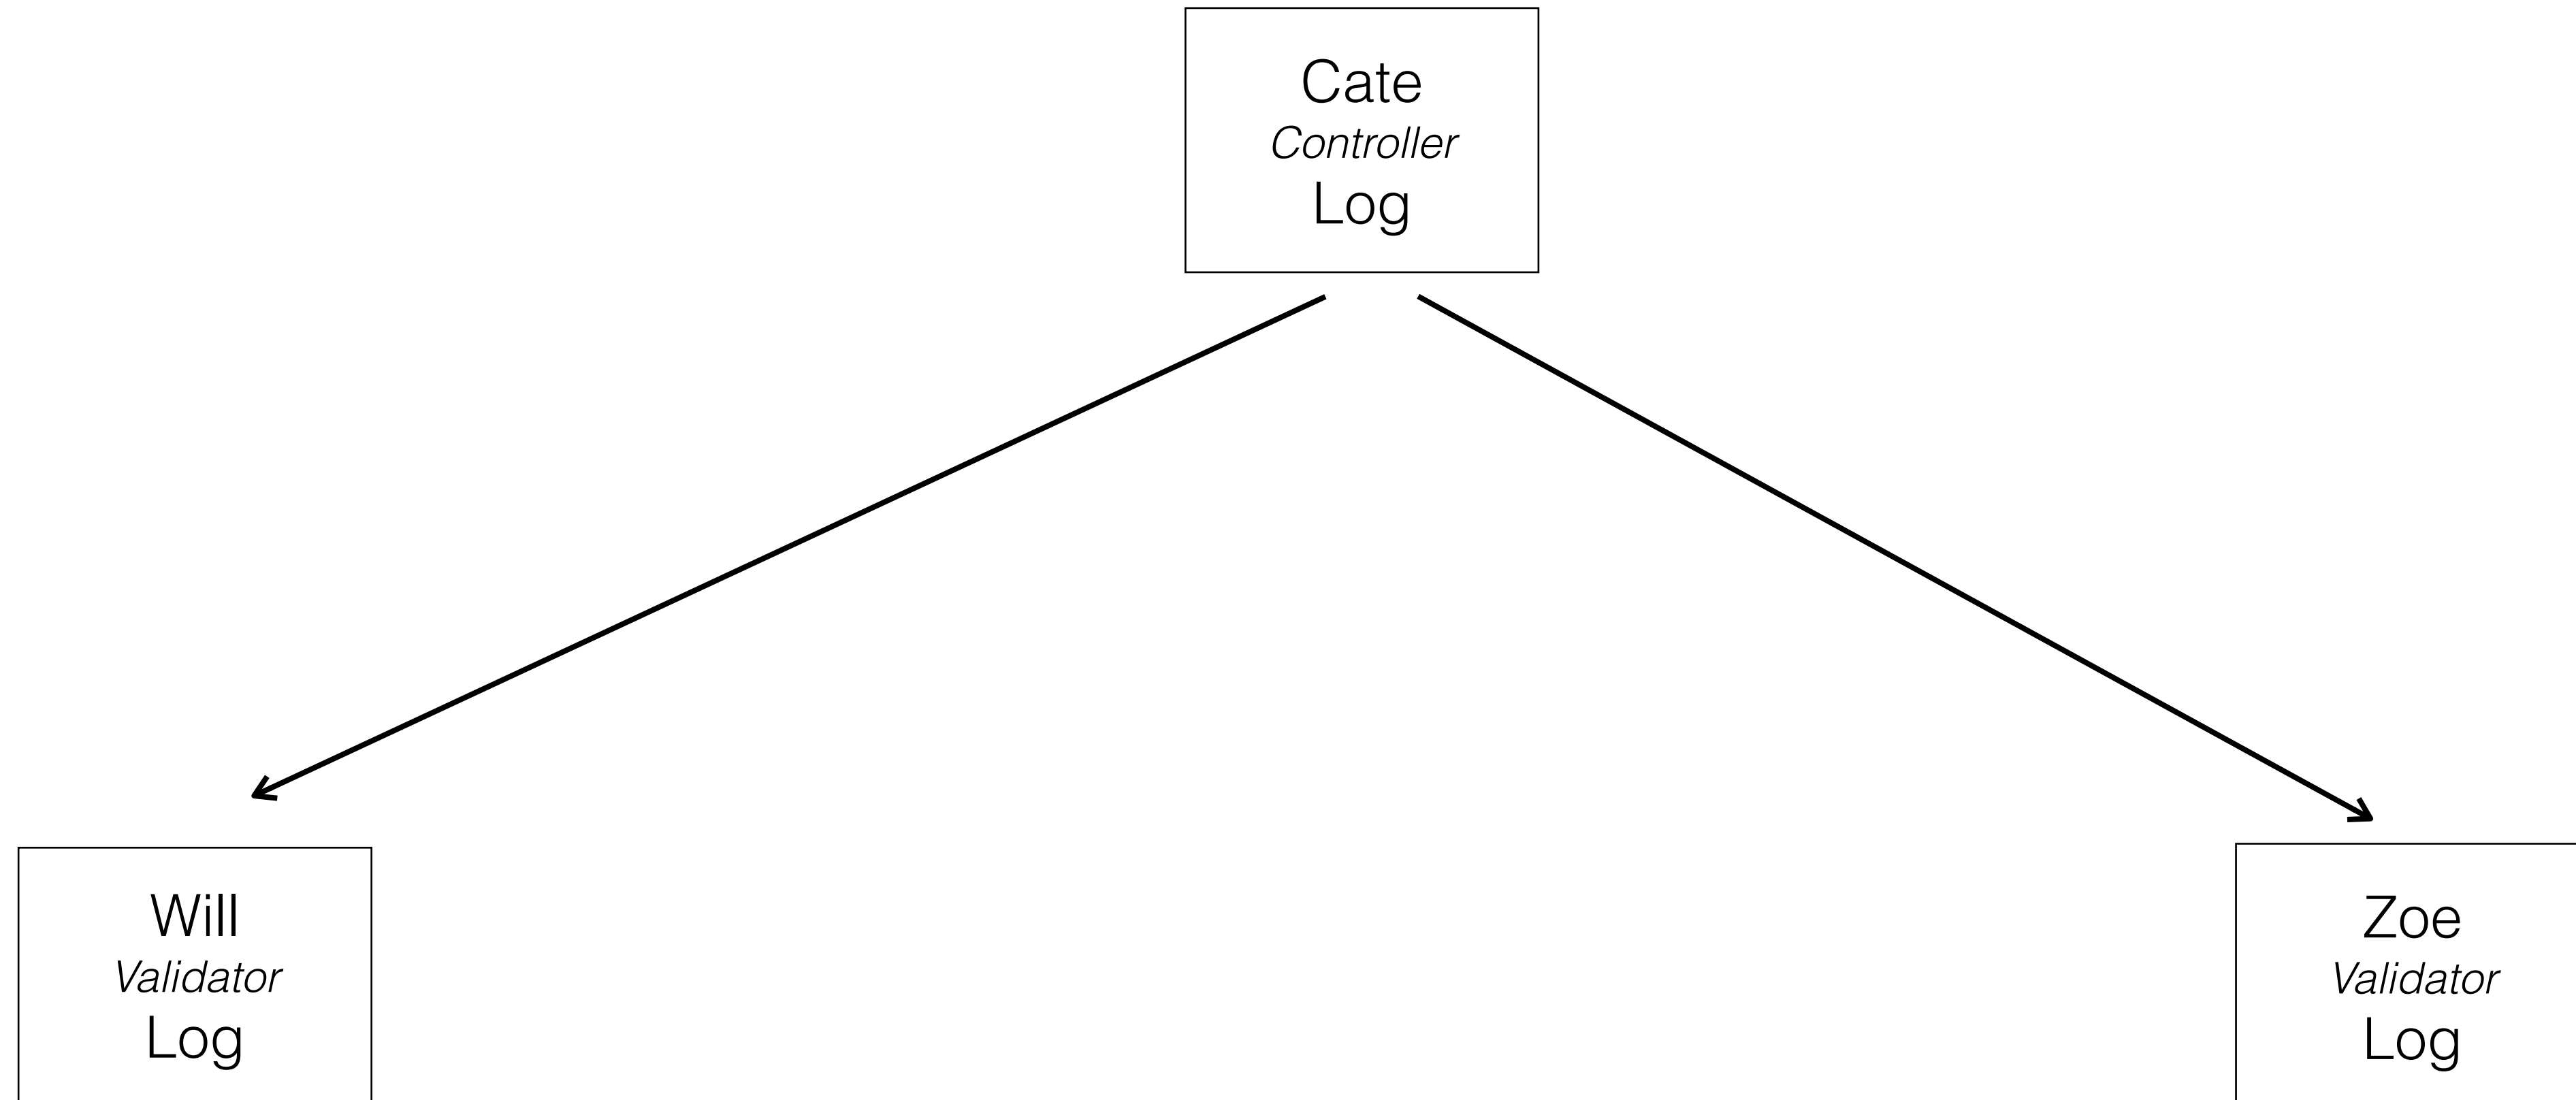 Cate
Controller
Log
Will
Validator
Log
Zoe
Validator
Log